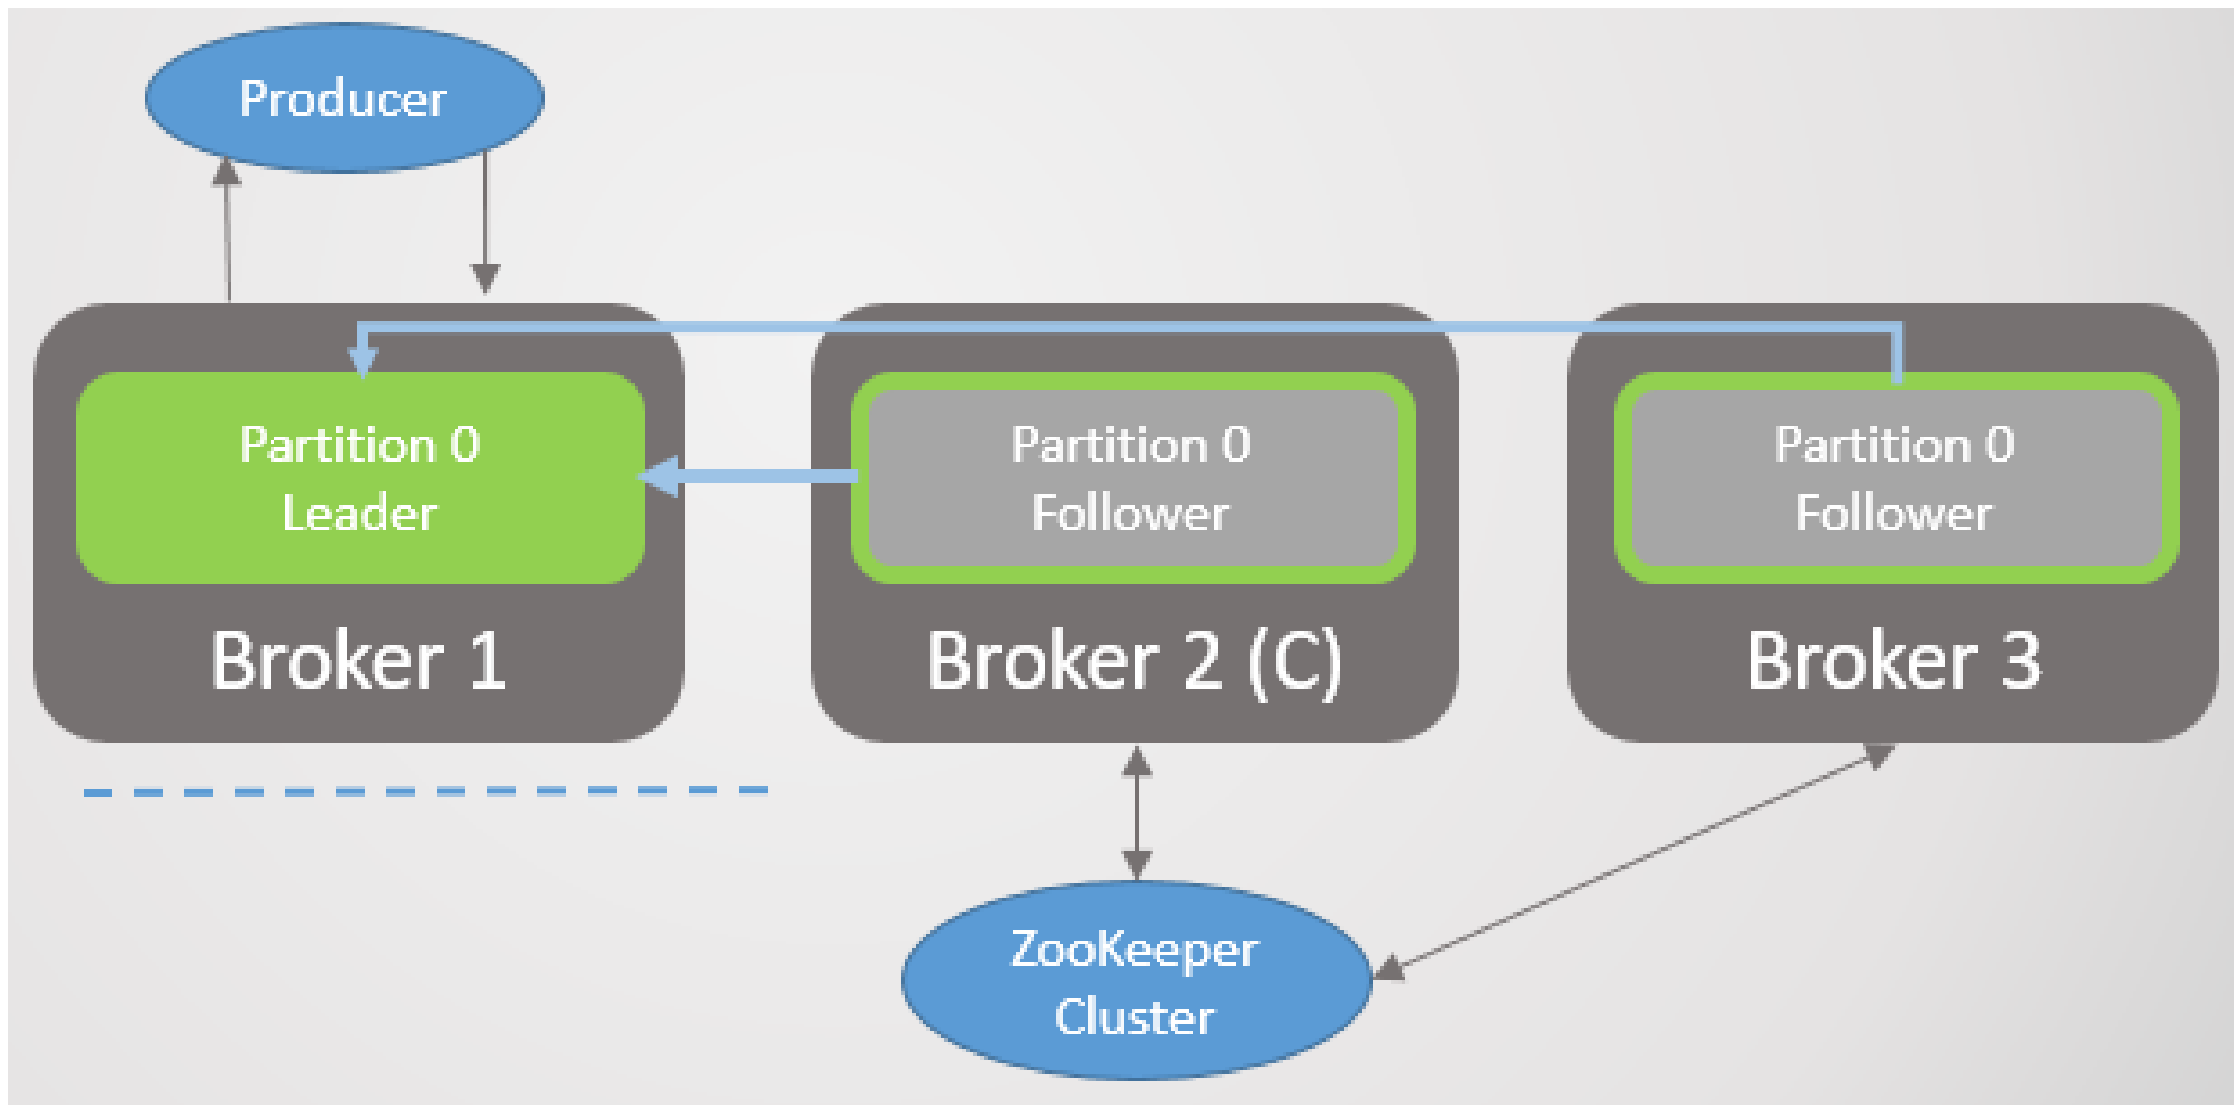 Producer
Partition 0
Leader
Broker 1
Partition 0
Follower
Broker 2 (C)
Partition 0
Follower
Broker 3
ZooKeeper
Cluster